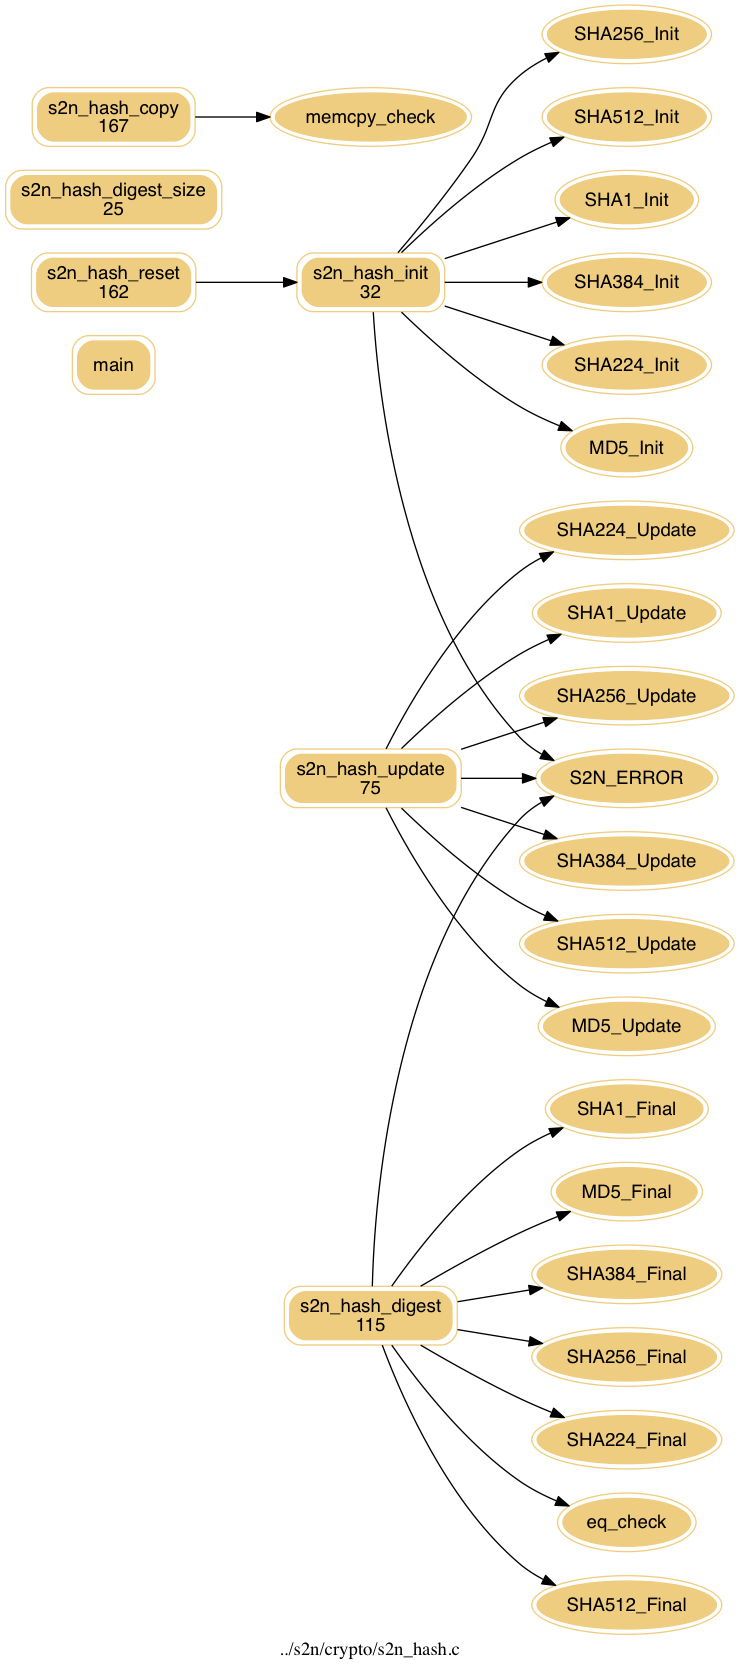 SHA256_Init
s2n_hash_copy
167
memcpy_check
SHA512_Init
s2n_hash_digest_size
25
SHA1_Init
s2n_hash_reset
162
s2n_hash_init
32
SHA384_Init
main
SHA224_Init
MD5_Init
SHA224_Update
SHA1_Update
SHA256_Update
s2n_hash_update
75
S2N_ERROR
SHA384_Update
SHA512_Update
MD5_Update
SHA1_Final
MD5_Final
SHA384_Final
s2n_hash_digest
115
SHA256_Final
SHA224_Final
eq_check
SHA512_Final
../s2n/crypto/s2n_hash.c